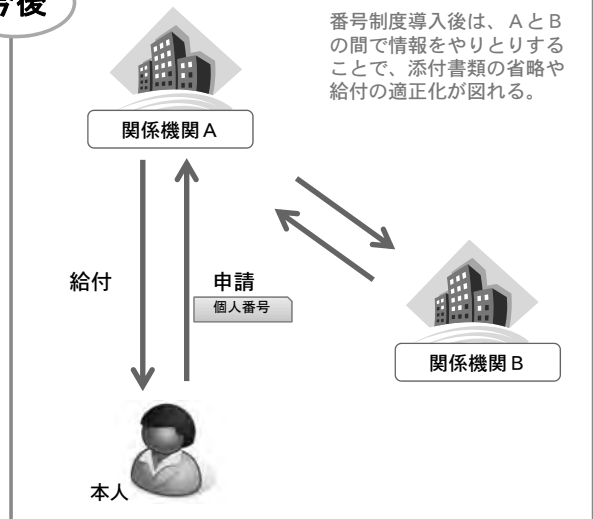 今後
番号制度導入後は、AとB
の間で情報をやりとりする
ことで、添付書類の省略や
給付の適正化が図れる。
関係機関A
給付
申請
個人番号
関係機関B
本人